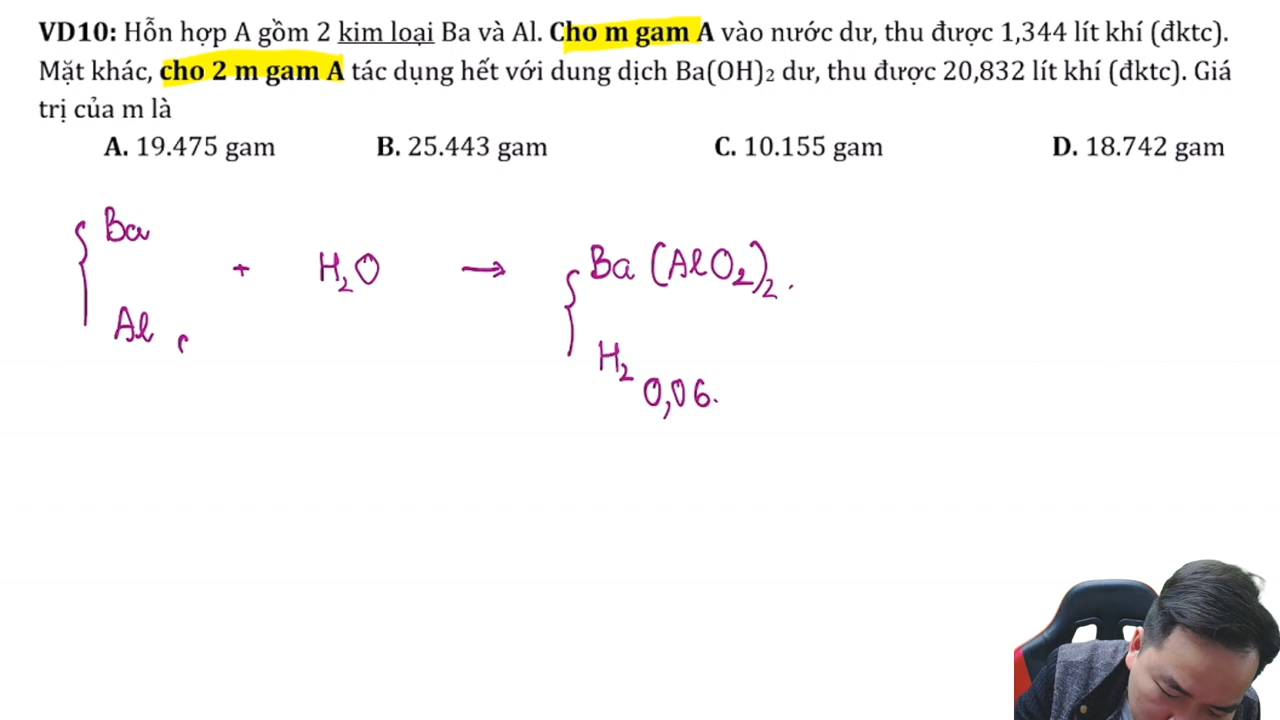 VD10: Hỗn hợp A gồm 2 kim loại Ba và Al. Cho m gam A vào nước dư, thu được 1,344 lít khí (đktc).
Mặt khác, cho 2 m gam A tác dụng hết với dung dịch Ba(OH)₂ dư, thu được 20,832 lít khí (đktc). Giá
trị của m là
A. 19.475 gam B. 25.443 gam C. 10.155 gam D. 18.742 gam
Ba
+ H₂O → Ba(AlO₂)₂.
Al
H₂
0,06.